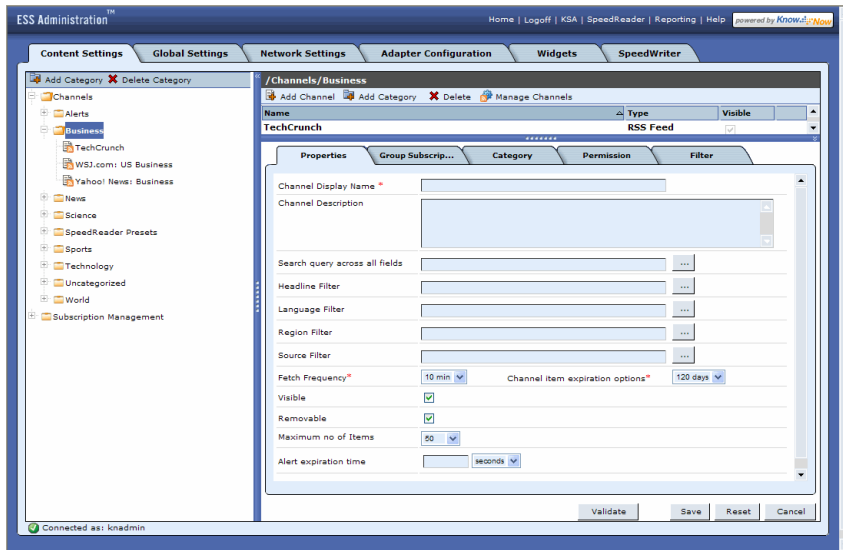 ESS Administration™
Home | Logoff | KSA | SpeedReader | Reporting | Help
powered by KnowNow
Content Settings
Global Settings
Network Settings
Adapter Configuration
Widgets
SpeedWriter
Add Category Delete Category
Channels
Alerts
Business
TechCrunch
WSJ.com: US Business
Yahoo! News: Business
News
Science
SpeedReader Presets
Sports
Technology
Uncategorized
World
Subscription Management
/Channels/Business
Add Channel Add Category Delete Manage Channels
Name Type Visible
TechCrunch RSS Feed
Properties
Group Subscrip...
Category
Permission
Filter
Channel Display Name *
Channel Description
Search query across all fields ...
Headline Filter ...
Language Filter ...
Region Filter ...
Source Filter ...
Fetch Frequency* 10 min Channel item expiration options* 120 days
Visible
Removable
Maximum no of Items 50
Alert expiration time seconds
Validate Save Reset Cancel
Connected as: knadmin